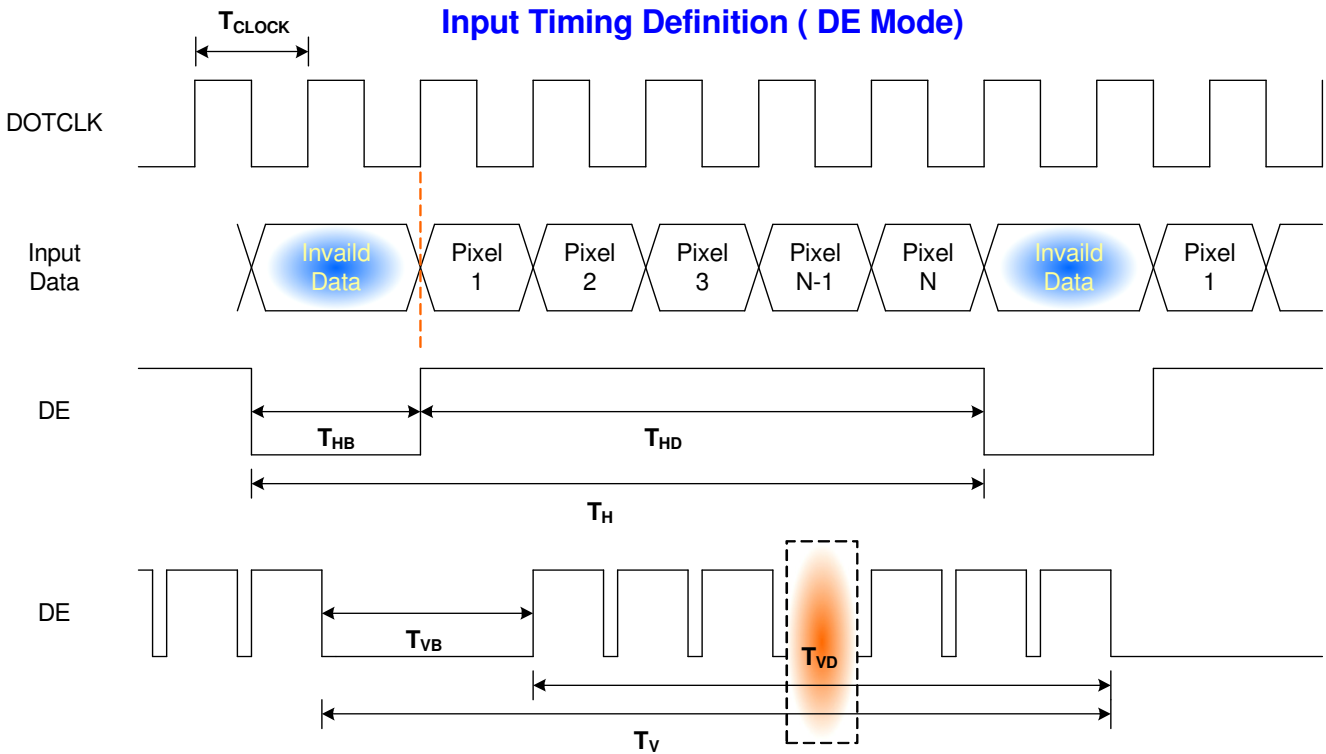 Input Timing Definition ( DE Mode)
TCLOCK
DOTCLK
Input
Data
Invaild
Data
Pixel
1
Pixel
2
Pixel
3
Pixel
N-1
Pixel
N
Invaild
Data
Pixel
1
DE
THB
THD
TH
DE
TVB
TVD
TV